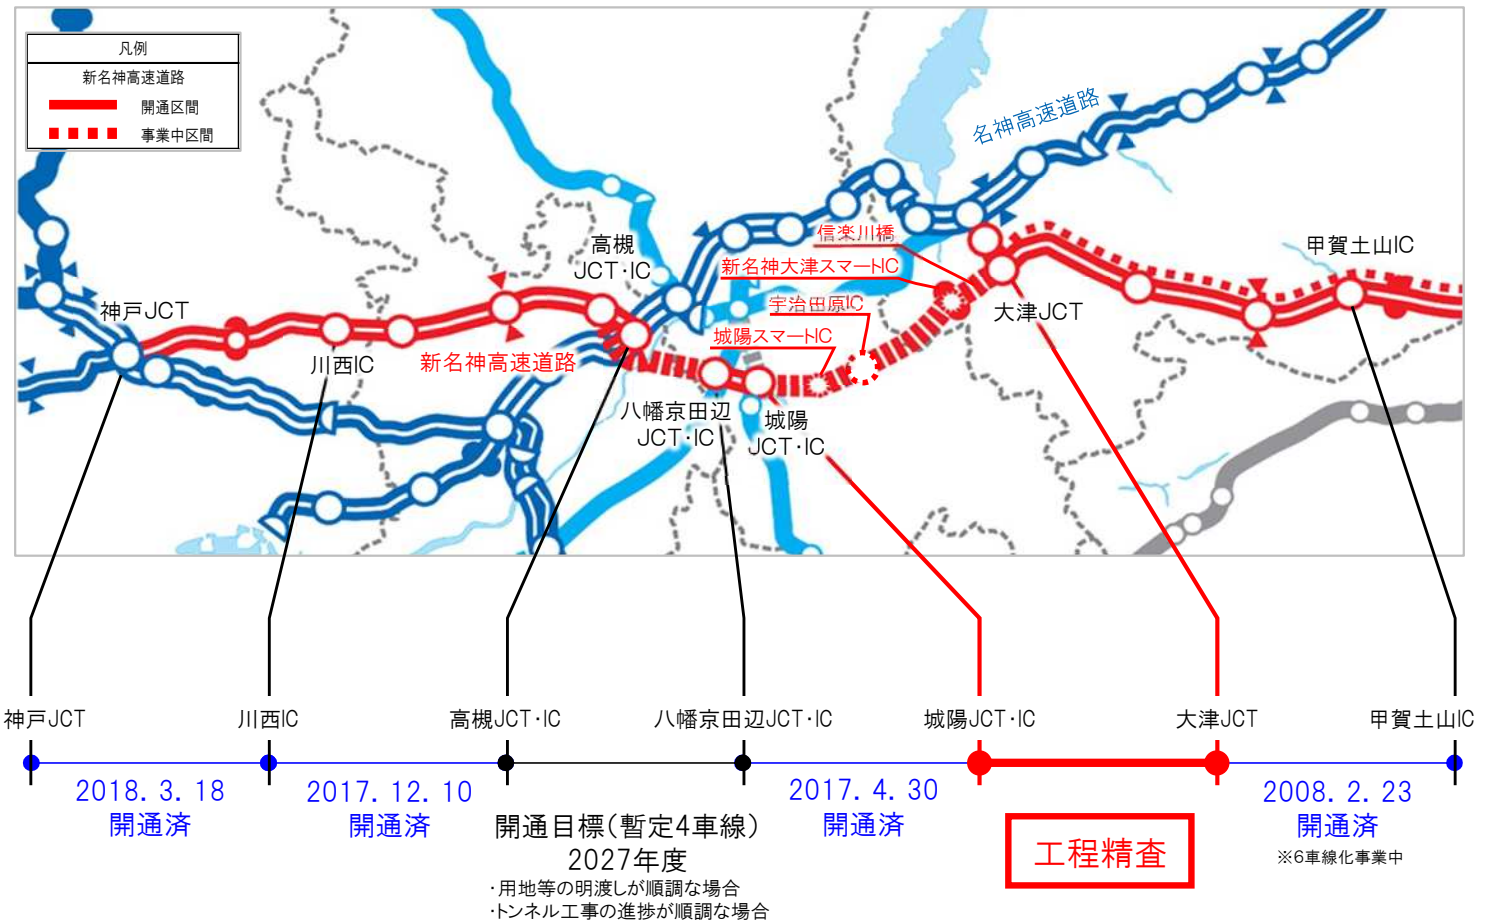 凡例
新名神高速道路
開通区間
事業中区間
名神高速道路
高槻
JCT・IC
信楽川橋
新名神大津スマートIC
宇治田原IC
城陽スマートIC
甲賀土山IC
神戸JCT
大津JCT
川西IC
新名神高速道路
八幡京田辺
JCT・IC
城陽
JCT・IC
神戸JCT
川西IC
高槻JCT・IC
八幡京田辺JCT・IC
城陽JCT・IC
大津JCT
甲賀土山IC
2018.3.18
開通済
2017.12.10
開通済
開通目標(暫定4車線)
2027年度
・用地等の明渡しが順調な場合
・トンネル工事の進捗が順調な場合
2017.4.30
開通済
工程精査
2008.2.23
開通済
※6車線化事業中